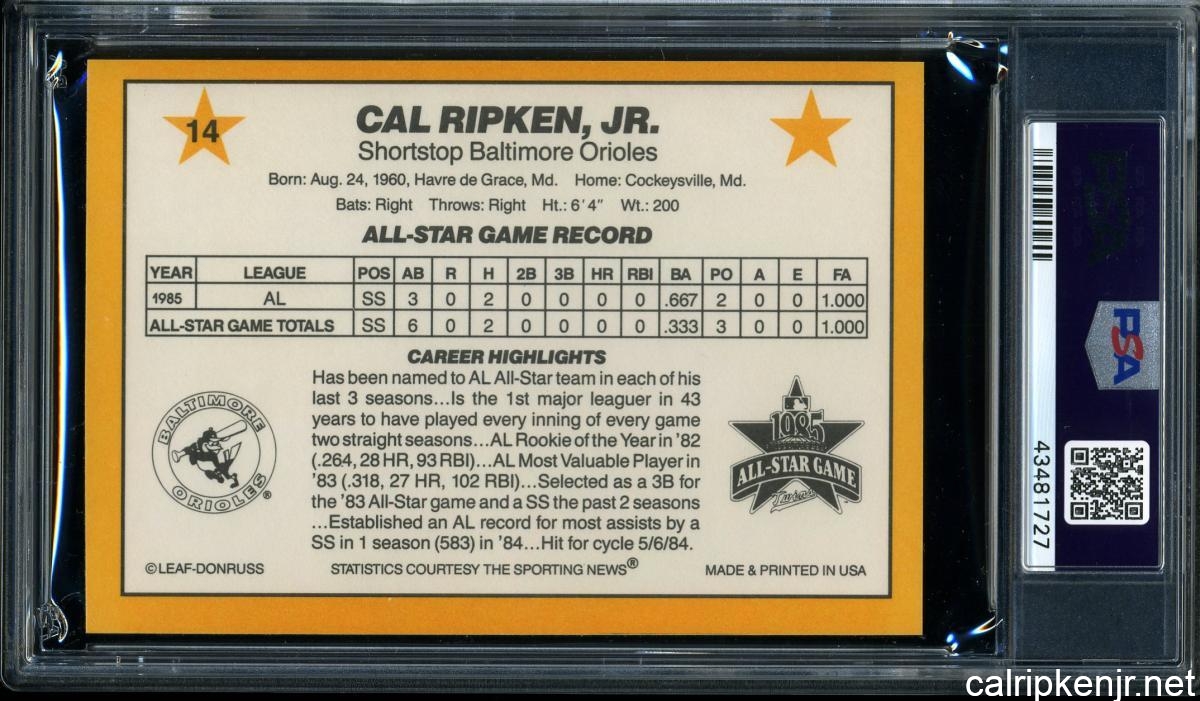 14
CAL RIPKEN, JR.
Shortstop Baltimore Orioles
Born: Aug. 24, 1960, Havre de Grace, Md. Home: Cockeysville, Md.
Bats: Right Throws: Right Ht.: 6'4" Wt.: 200
ALL-STAR GAME RECORD
YEAR LEAGUE POS AB R H 2B 3B HR RBI BA PO A E FA
1985 AL SS 3 0 2 0 0 0 0 .667 2 0 0 1.000
ALL-STAR GAME TOTALS SS 6 0 2 0 0 0 0 .333 3 0 0 1.000
CAREER HIGHLIGHTS
Has been named to AL All-Star team in each of his
last 3 seasons...Is the 1st major leaguer in 43
years to have played every inning of every game
two straight seasons...AL Rookie of the Year in '82
(.264, 28 HR, 93 RBI)...AL Most Valuable Player in
'83 (.318, 27 HR, 102 RBI)...Selected as a 3B for
the '83 All-Star game and a SS the past 2 seasons
...Established an AL record for most assists by a
SS in 1 season (583) in '84...Hit for cycle 5/6/84.
BALTIMORE
ORIOLES®
1985
ALL-STAR GAME
Twins
©LEAF-DONRUSS STATISTICS COURTESY THE SPORTING NEWS® MADE & PRINTED IN USA
PSA
PSA
43481727
calripkenjr.net